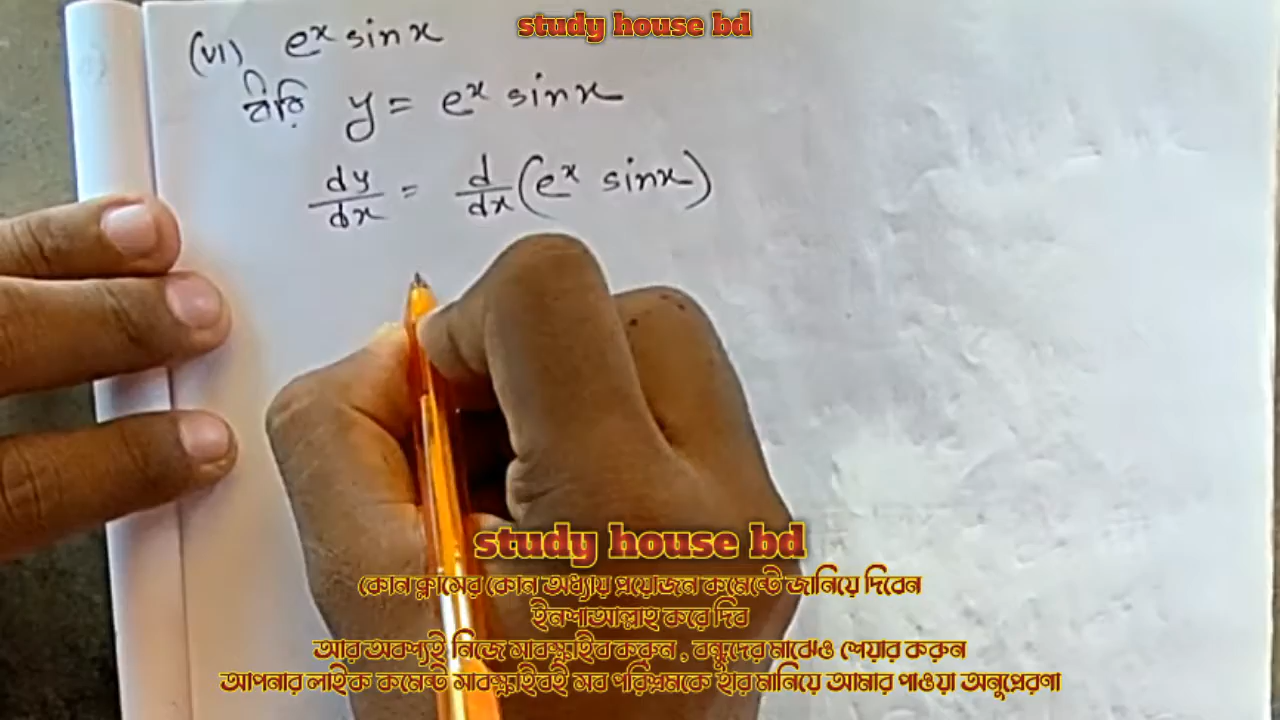 study house bd
(VI) eˣ sinx
ধরি y = eˣ sinx
dy/dx = d/dx (eˣ sinx)
study house bd
কোন ক্লাসের কোন অধ্যায় প্রয়োজন কমেন্টে জানিয়ে দিবেন
ইনশাআল্লাহ করে দিব
আর অবশ্যই নিজে সাবস্ক্রাইব করুন , বন্ধুদের মাঝেও শেয়ার করুন
আপনার লাইক কমেন্ট সাবস্ক্রাইবই সব পরিশ্রমকে হার মানিয়ে আমার পাওয়া অনুপ্রেরণা